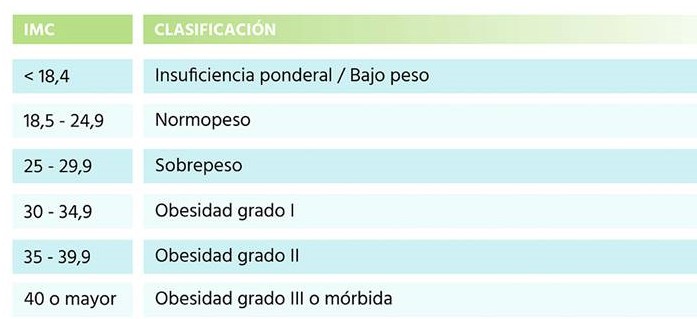 IMC CLASIFICACIÓN
< 18,4 Insuficiencia ponderal / Bajo peso
18,5 - 24,9 Normopeso
25 - 29,9 Sobrepeso
30 - 34,9 Obesidad grado I
35 - 39,9 Obesidad grado II
40 o mayor Obesidad grado III o mórbida